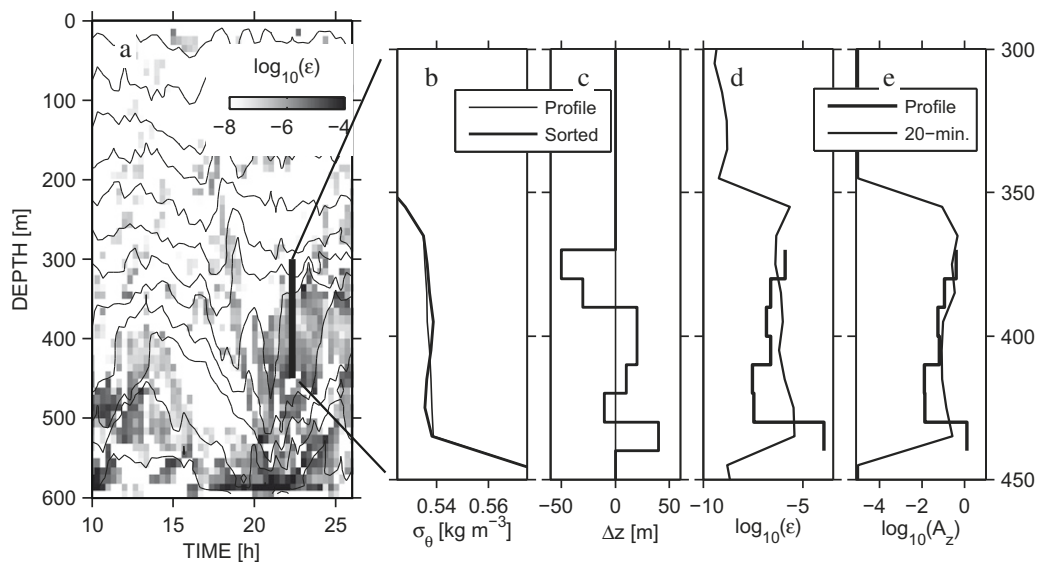 0
100
200
300
400
500
600
DEPTH [m]
10
15
20
25
TIME [h]
a
log10(ε)
−8
−6
−4
b
0.54
0.56
σθ [kg m−3]
c
Profile
Sorted
−50
0
50
Δz [m]
d
−10
−5
log10(ε)
e
Profile
20−min.
−4
−2
0
log10(Az)
300
350
400
450